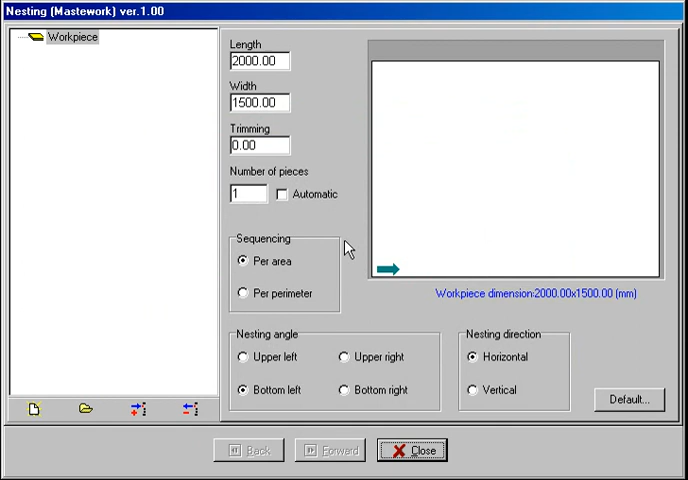 Nesting (Mastework) ver.1.00
Workpiece
Length
2000.00
Width
1500.00
Trimming
0.00
Number of pieces
1
Automatic
Sequencing
Per area
Per perimeter
Workpiece dimension:2000.00x1500.00 (mm)
Nesting angle
Upper left
Upper right
Bottom left
Bottom right
Nesting direction
Horizontal
Vertical
Default...
Back
Forward
Close